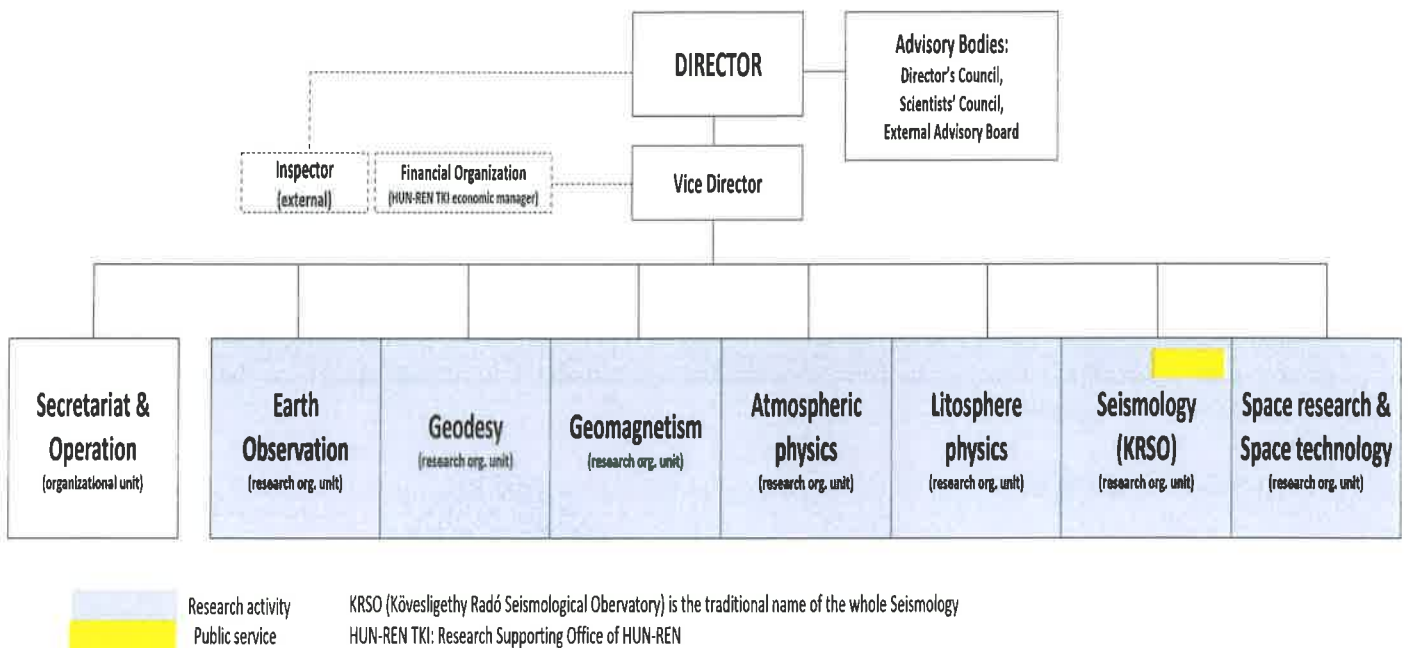 DIRECTOR
Advisory Bodies:
Director's Council,
Scientists' Council,
External Advisory Board
Inspector
(external)
Financial Organization
(HUN-REN TKI economic manager)
Vice Director
Secretariat &
Operation
(organizational unit)
Earth
Observation
(research org. unit)
Geodesy
(research org. unit)
Geomagnetism
(research org. unit)
Atmospheric
physics
(research org. unit)
Litosphere
physics
(research org. unit)
Seismology
(KRSO)
(research org. unit)
Space research &
Space technology
(research org. unit)
Research activity
KRSO (Kövesligethy Radó Seismological Obervatory) is the traditional name of the whole Seismology
Public service
HUN-REN TKI: Research Supporting Office of HUN-REN